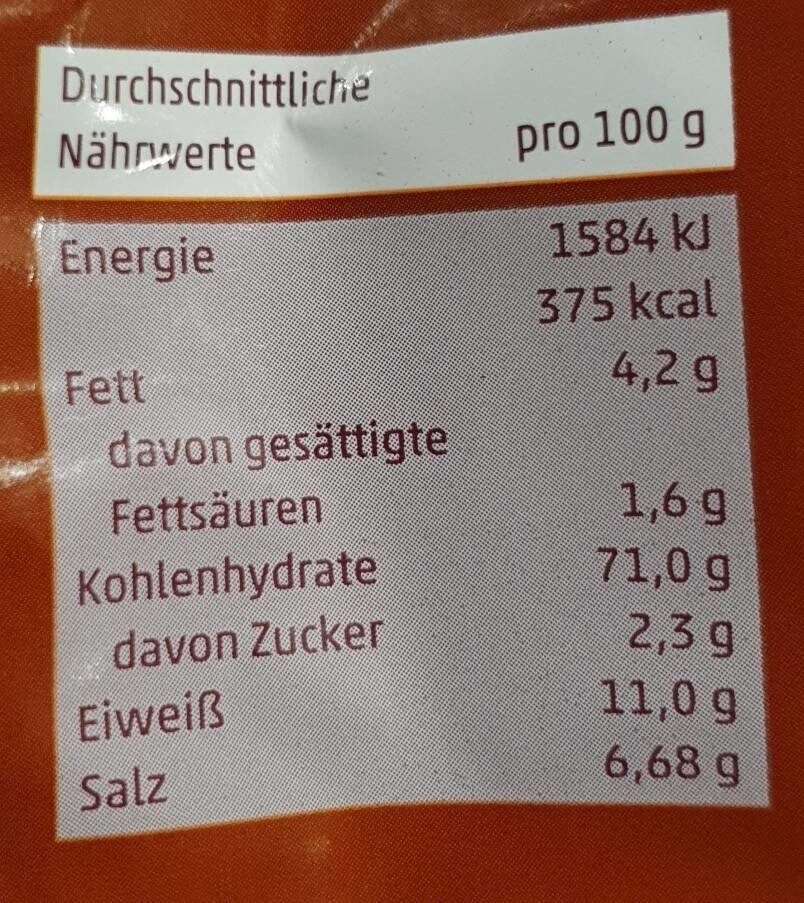 Durchschnittliche
Nährwerte pro 100 g
Energie 1584 kJ
375 kcal
Fett 4,2 g
davon gesättigte
Fettsäuren 1,6 g
Kohlenhydrate 71,0 g
davon Zucker 2,3 g
Eiweiß 11,0 g
Salz 6,68 g